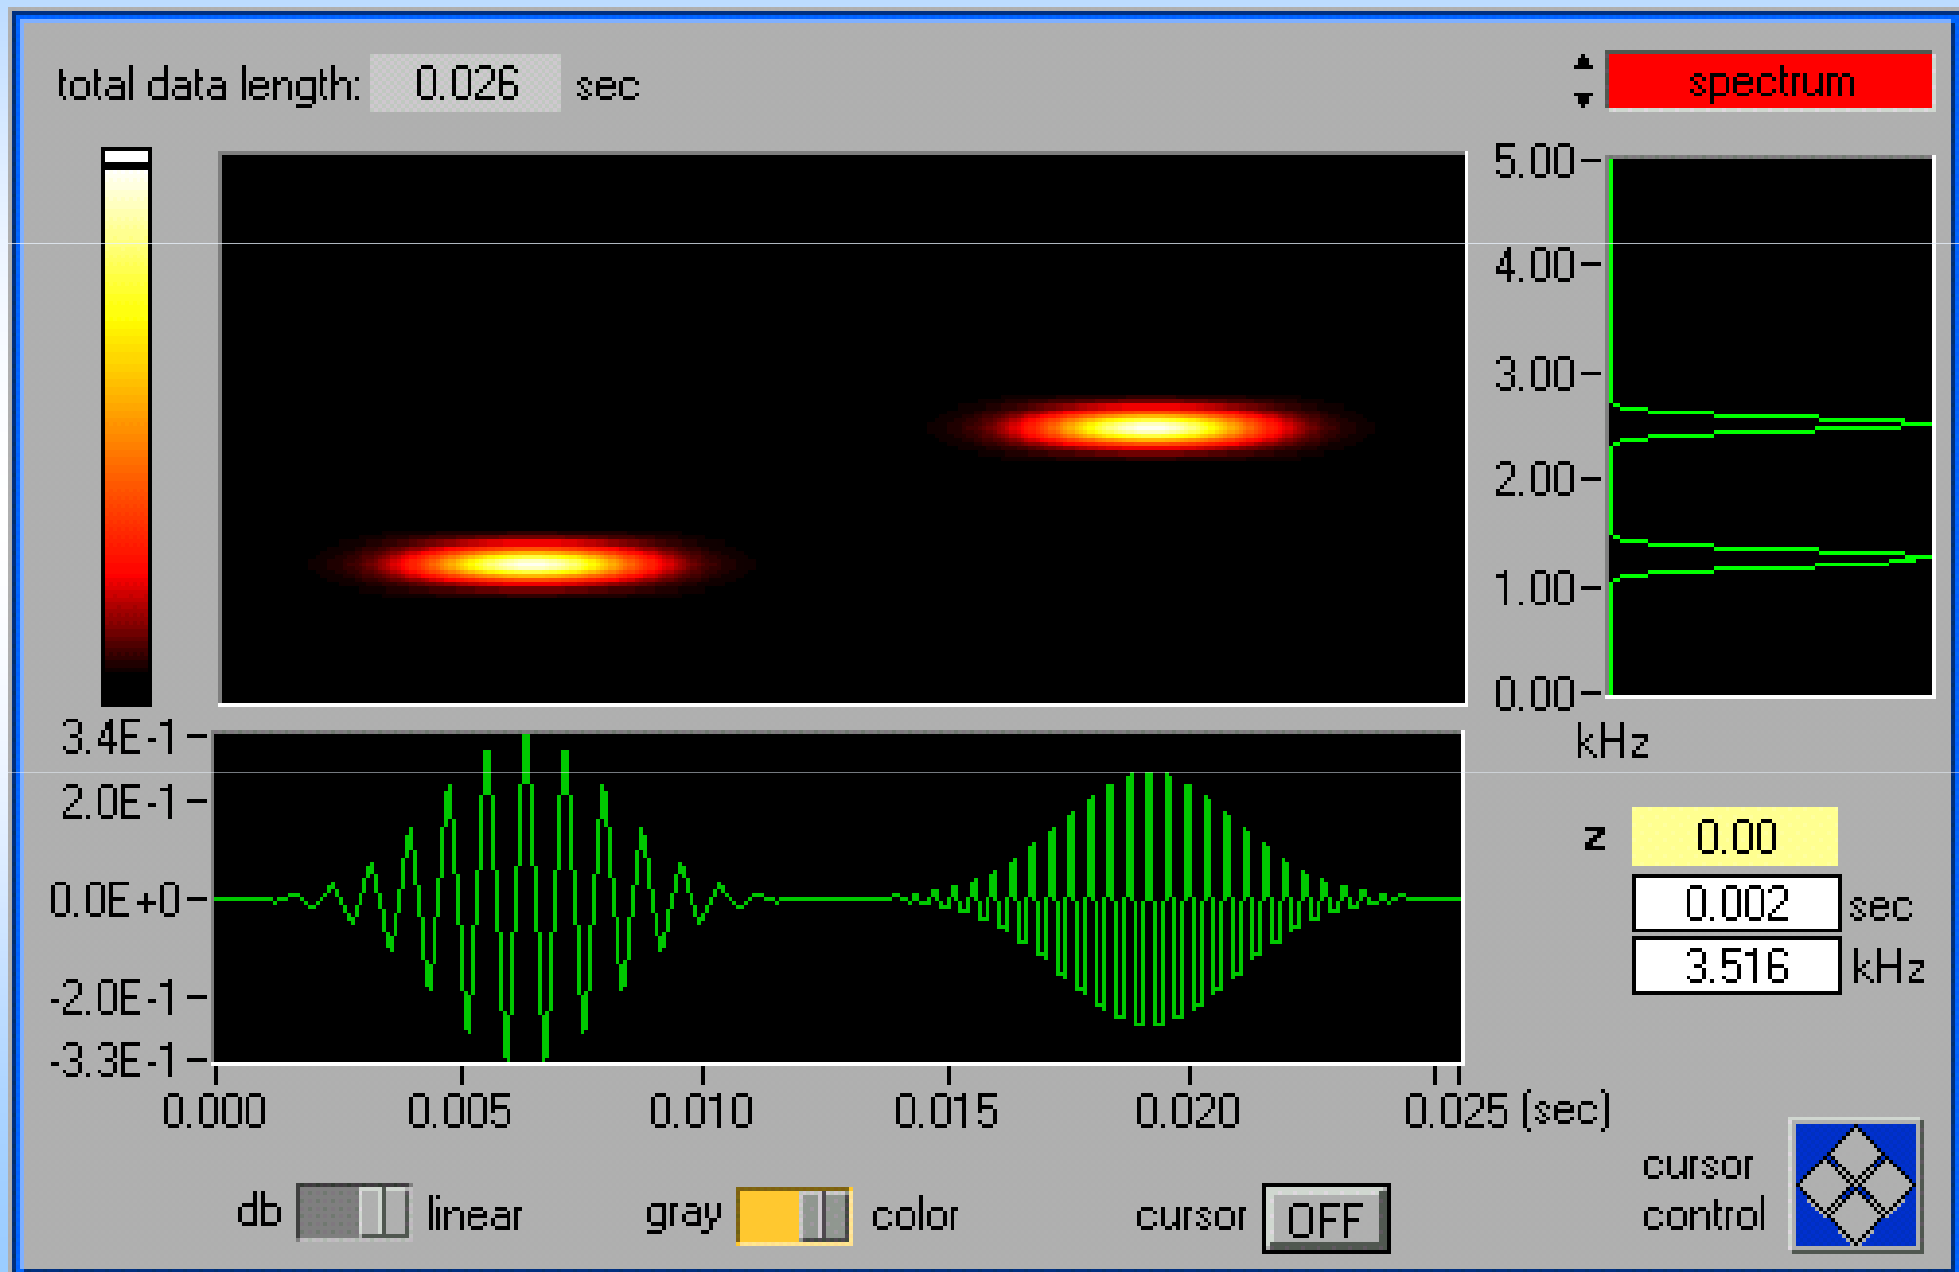 total data length: 0.026 sec
spectrum
5.00
4.00
3.00
2.00
1.00
0.00
kHz
3.4E-1
2.0E-1
0.0E+0
-2.0E-1
-3.3E-1
0.000 0.005 0.010 0.015 0.020 0.025 (sec)
z 0.00
0.002 sec
3.516 kHz
db linear gray color cursor OFF
cursor
control